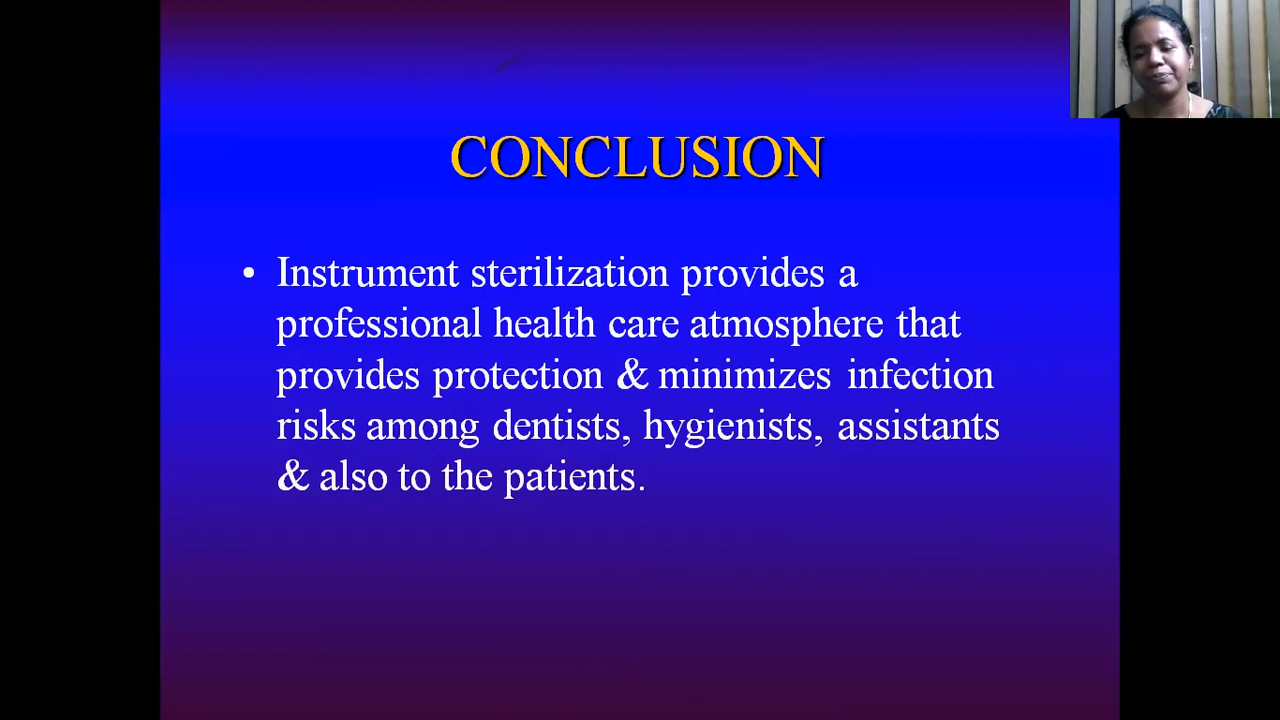 CONCLUSION
• Instrument sterilization provides a
professional health care atmosphere that
provides protection & minimizes infection
risks among dentists, hygienists, assistants
& also to the patients.